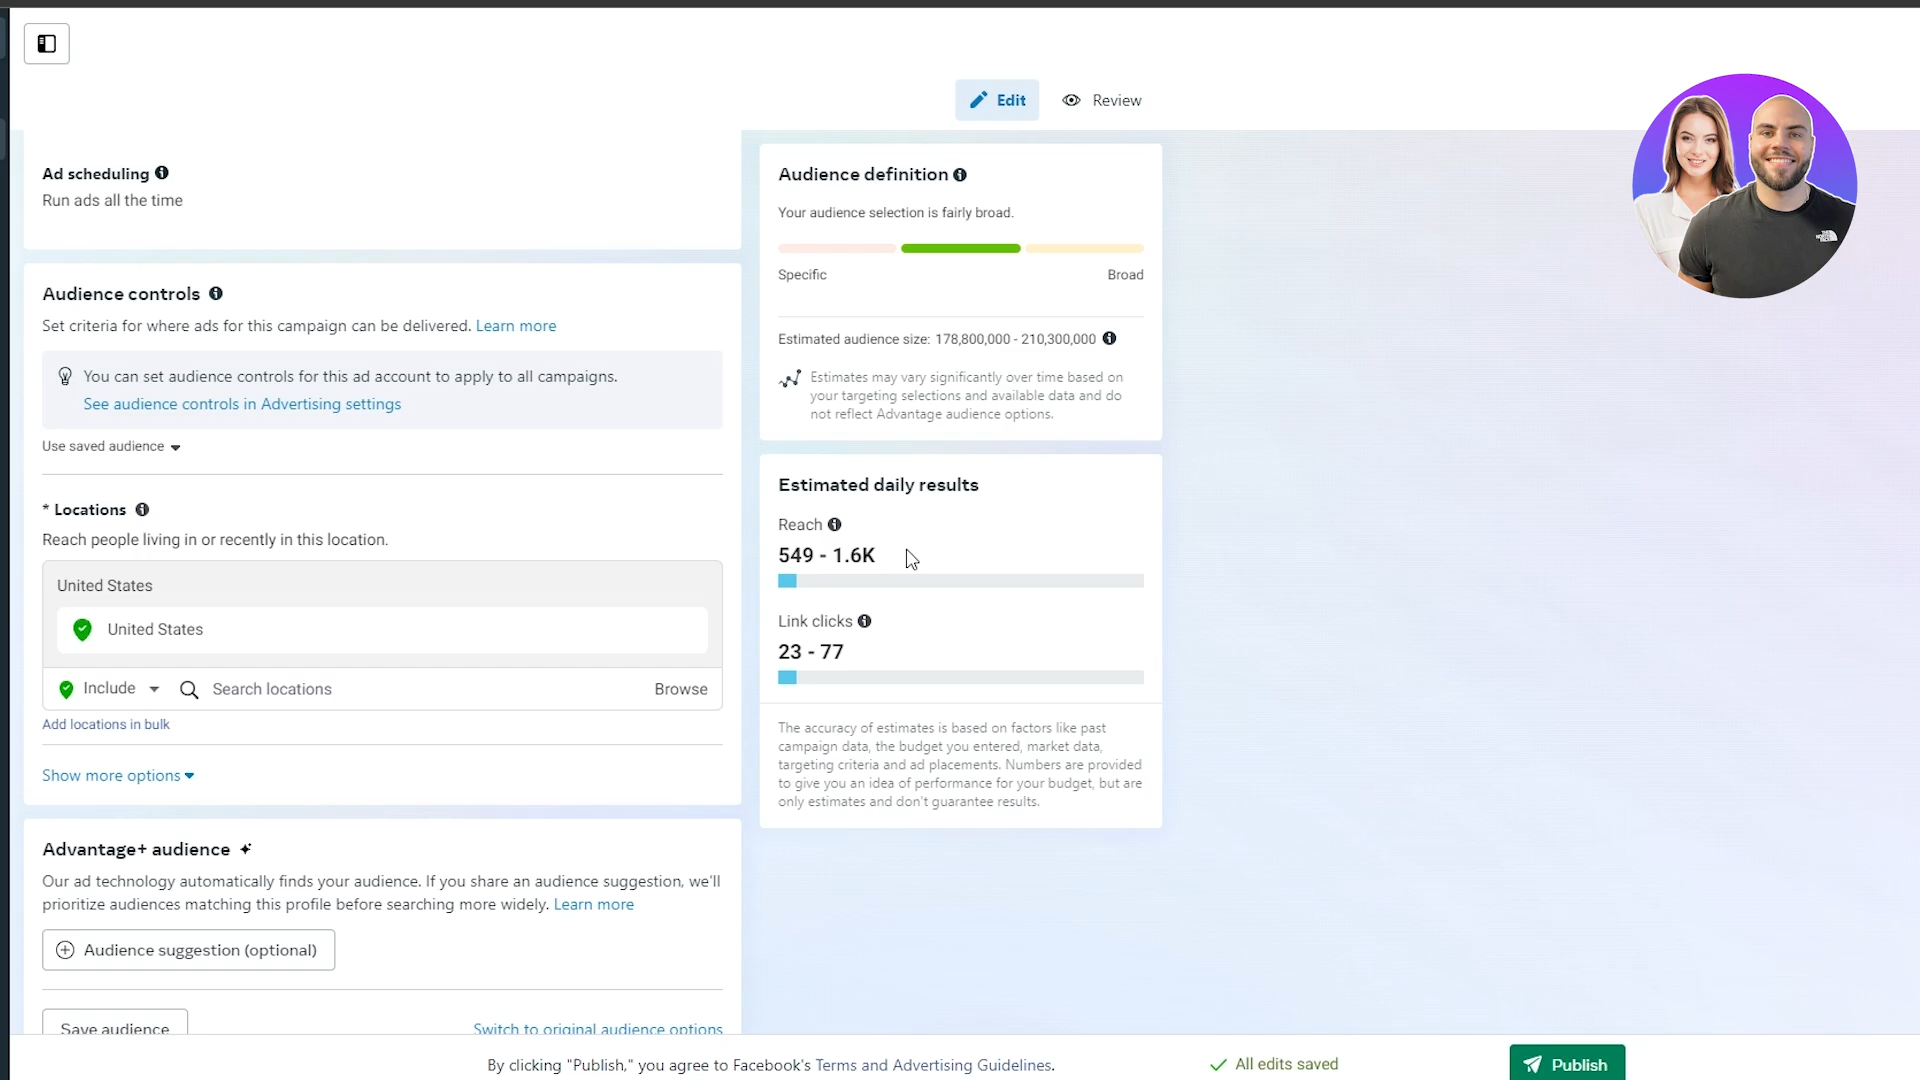 Edit
Review
Ad scheduling
Run ads all the time
Audience controls
Set criteria for where ads for this campaign can be delivered. Learn more
You can set audience controls for this ad account to apply to all campaigns.
See audience controls in Advertising settings
Use saved audience
* Locations
Reach people living in or recently in this location.
United States
United States
Include
Search locations
Browse
Add locations in bulk
Show more options
Advantage+ audience
Our ad technology automatically finds your audience. If you share an audience suggestion, we'll
prioritize audiences matching this profile before searching more widely. Learn more
Audience suggestion (optional)
Save audience
Switch to original audience options
Audience definition
Your audience selection is fairly broad.
Specific
Broad
Estimated audience size: 178,800,000 - 210,300,000
Estimates may vary significantly over time based on
your targeting selections and available data and do
not reflect Advantage audience options.
Estimated daily results
Reach
549 - 1.6K
Link clicks
23 - 77
The accuracy of estimates is based on factors like past
campaign data, the budget you entered, market data,
targeting criteria and ad placements. Numbers are provided
to give you an idea of performance for your budget, but are
only estimates and don't guarantee results.
THE
NORTH
FACE
By clicking "Publish," you agree to Facebook's Terms and Advertising Guidelines.
All edits saved
Publish